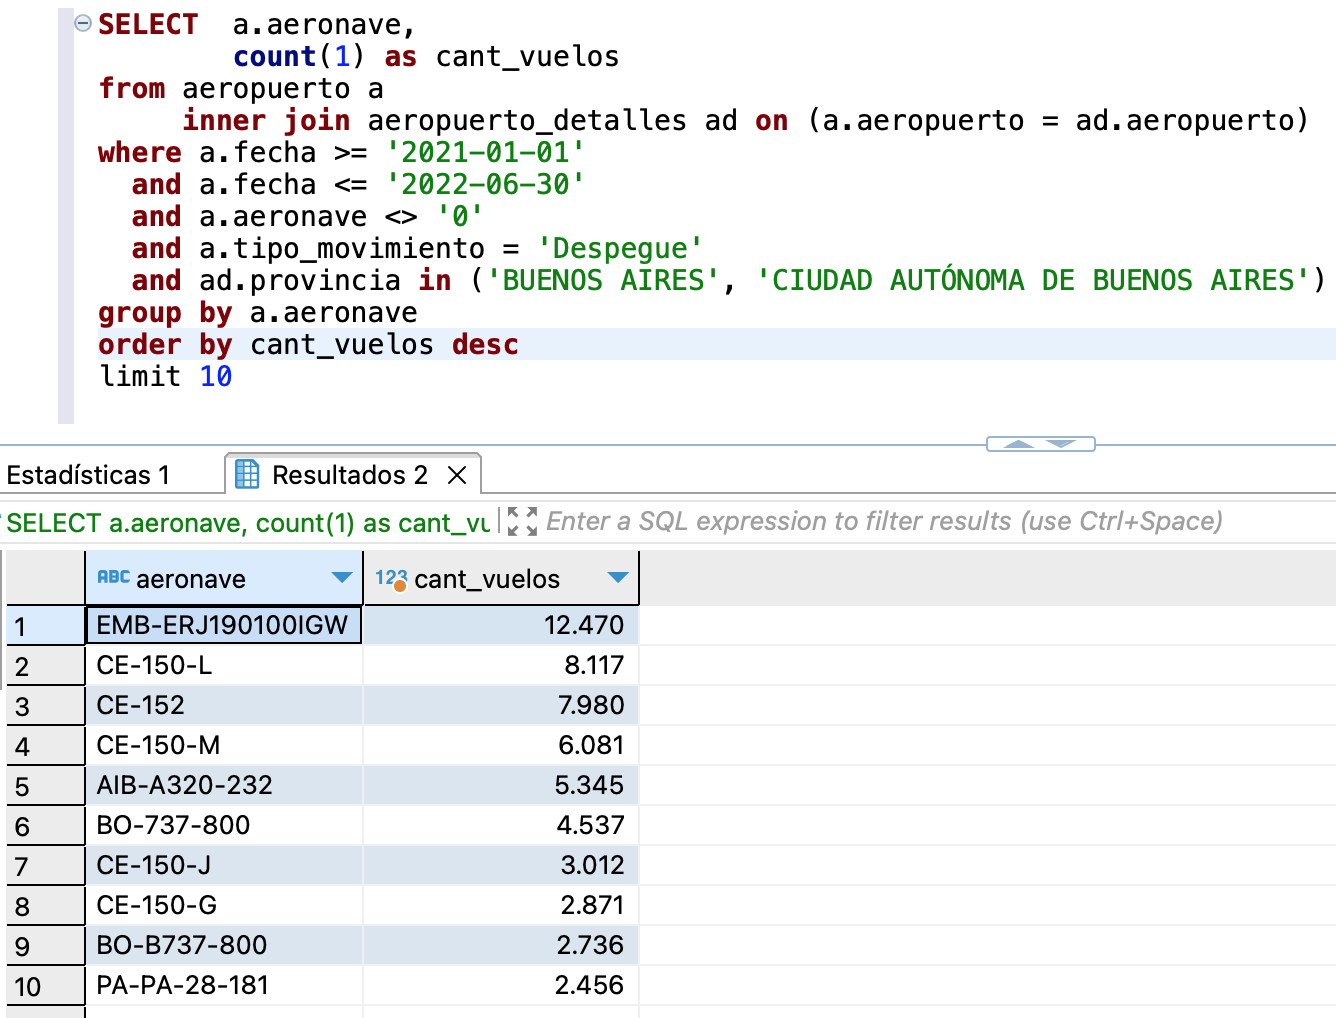 SELECT  a.aeronave,
        count(1) as cant_vuelos
from aeropuerto a
     inner join aeropuerto_detalles ad on (a.aeropuerto = ad.aeropuerto)
where a.fecha >= '2021-01-01'
  and a.fecha <= '2022-06-30'
  and a.aeronave <> '0'
  and a.tipo_movimiento = 'Despegue'
  and ad.provincia in ('BUENOS AIRES', 'CIUDAD AUTÓNOMA DE BUENOS AIRES')
group by a.aeronave
order by cant_vuelos desc
limit 10
Estadísticas 1 Resultados 2
SELECT a.aeronave, count(1) as cant_vu Enter a SQL expression to filter results (use Ctrl+Space)
ABC aeronave 123 cant_vuelos
1 EMB-ERJ190100IGW 12.470
2 CE-150-L 8.117
3 CE-152 7.980
4 CE-150-M 6.081
5 AIB-A320-232 5.345
6 BO-737-800 4.537
7 CE-150-J 3.012
8 CE-150-G 2.871
9 BO-B737-800 2.736
10 PA-PA-28-181 2.456